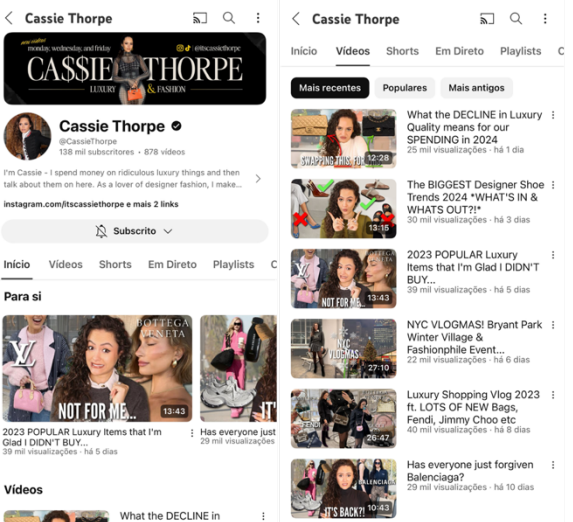 Cassie Thorpe
new video:
monday, wednesday, and friday
@itscassiethorpe
CA$$IE THORPE
LUXURY & FASHION
Cassie Thorpe
@CassieThorpe
138 mil subscritores • 878 vídeos
I'm Cassie - I spend money on ridiculous luxury things and then
talk about them on here. As a lover of designer fashion, I make...
instagram.com/itscassiethorpe e mais 2 links
Subscrito
Início Vídeos Shorts Em Direto Playlists C
Para si
LV
BOTTEGA
VENETA
NOT FOR ME...
13:43
IT'
2023 POPULAR Luxury Items that I'm
Glad I DIDN'T BUY...
39 mil visualizações · há 5 dias
Has everyone just
29 mil visualizações
Vídeos
What the DECLINE in
Cassie Thorpe
Início Vídeos Shorts Em Direto Playlists C
Mais recentes Populares Mais antigos
SWAPPING THIS, FOR
12:28
What the DECLINE in Luxury
Quality means for our
SPENDING in 2024
25 mil visualizações · há 1 dia
13:15
The BIGGEST Designer Shoe
Trends 2024 *WHAT'S IN &
WHATS OUT?!*
30 mil visualizações · há 3 dias
NOT FOR ME..
13:43
2023 POPULAR Luxury
Items that I'm Glad I DIDN'T
BUY...
39 mil visualizações · há 5 dias
NYC
VLOGMAS
27:10
NYC VLOGMAS! Bryant Park
Winter Village &
Fashionphile Event...
22 mil visualizações · há 6 dias
FENDI
26:47
Luxury Shopping Vlog 2023
ft. LOTS OF NEW Bags,
Fendi, Jimmy Choo etc
40 mil visualizações · há 8 dias
BALENCIAGA
IT'S BACK?!
10:43
Has everyone just forgiven
Balenciaga?
29 mil visualizações · há 10 dias